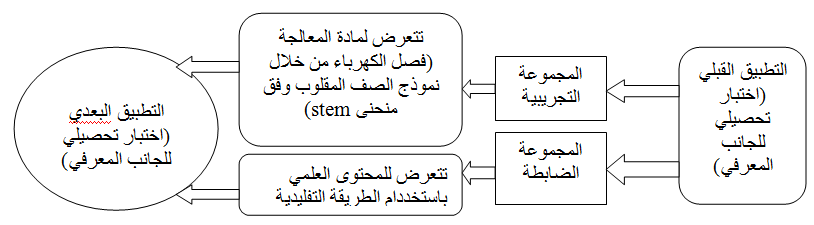 التطبيق القبلي
(اختبار
تحصيلي
للجانب
المعرفي)
المجموعة
التجريبية
تتعرض لمادة المعالجة
(فصل الكهرباء من خلال
نموذج الصف المقلوب وفق
منحنى stem)
المجموعة
الضابطة
تتعرض للمحتوى العلمي
باستخددام الطريقة التقليدية
التطبيق البعدي
(اختبار تحصيلي
للجانب المعرفي)